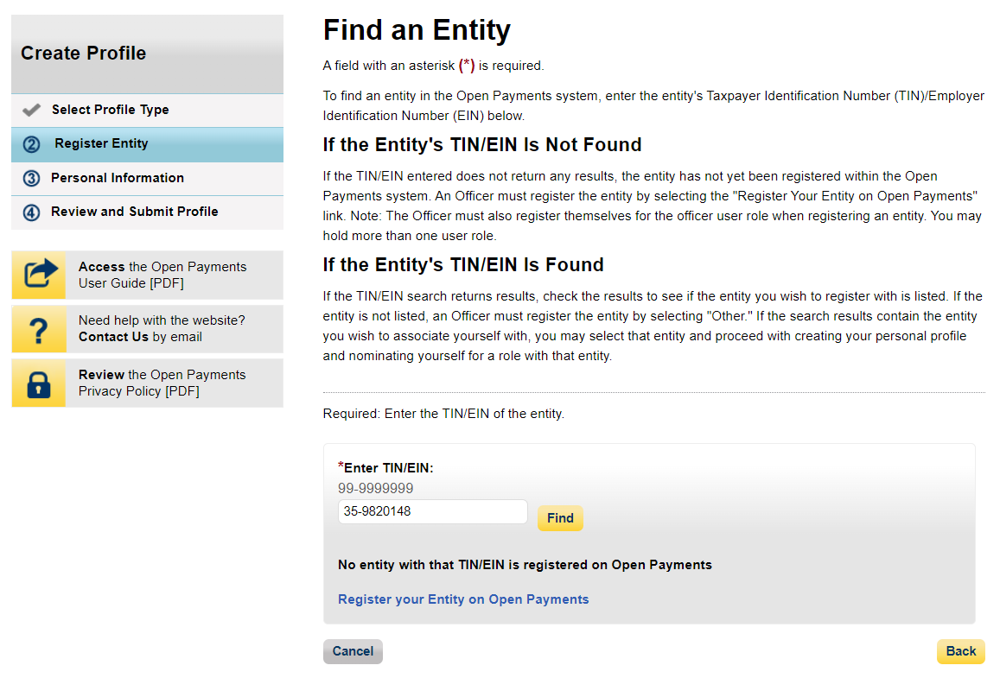 Create Profile
Select Profile Type
2 Register Entity
3 Personal Information
4 Review and Submit Profile
Access the Open Payments
User Guide [PDF]
? Need help with the website?
Contact Us by email
Review the Open Payments
Privacy Policy [PDF]
Find an Entity
A field with an asterisk (*) is required.
To find an entity in the Open Payments system, enter the entity's Taxpayer Identification Number (TIN)/Employer
Identification Number (EIN) below.
If the Entity's TIN/EIN Is Not Found
If the TIN/EIN entered does not return any results, the entity has not yet been registered within the Open
Payments system. An Officer must register the entity by selecting the "Register Your Entity on Open Payments"
link. Note: The Officer must also register themselves for the officer user role when registering an entity. You may
hold more than one user role.
If the Entity's TIN/EIN Is Found
If the TIN/EIN search returns results, check the results to see if the entity you wish to register with is listed. If the
entity is not listed, an Officer must register the entity by selecting "Other." If the search results contain the entity
you wish to associate yourself with, you may select that entity and proceed with creating your personal profile
and nominating yourself for a role with that entity.
Required: Enter the TIN/EIN of the entity.
*Enter TIN/EIN:
99-9999999
35-9820148 Find
No entity with that TIN/EIN is registered on Open Payments
Register your Entity on Open Payments
Cancel Back